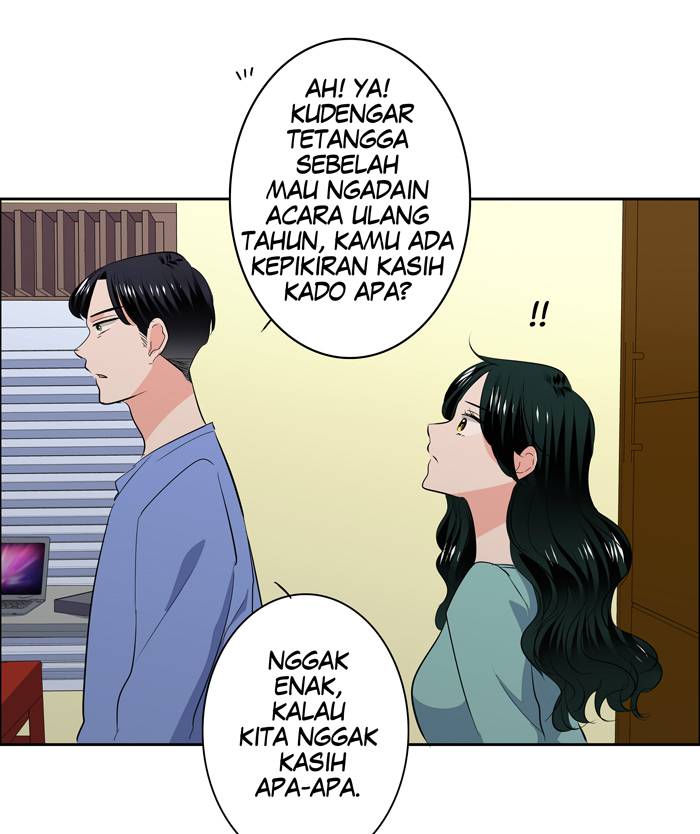 AH! YA!
KUDENGAR
TETANGGA
SEBELAH
MAU NGADAIN
ACARA ULANG
TAHUN, KAMU ADA
KEPIKIRAN KASIH
KADO APA?
!!
NGGAK
ENAK,
KALAU
KITA NGGAK
KASIH
APA-APA.